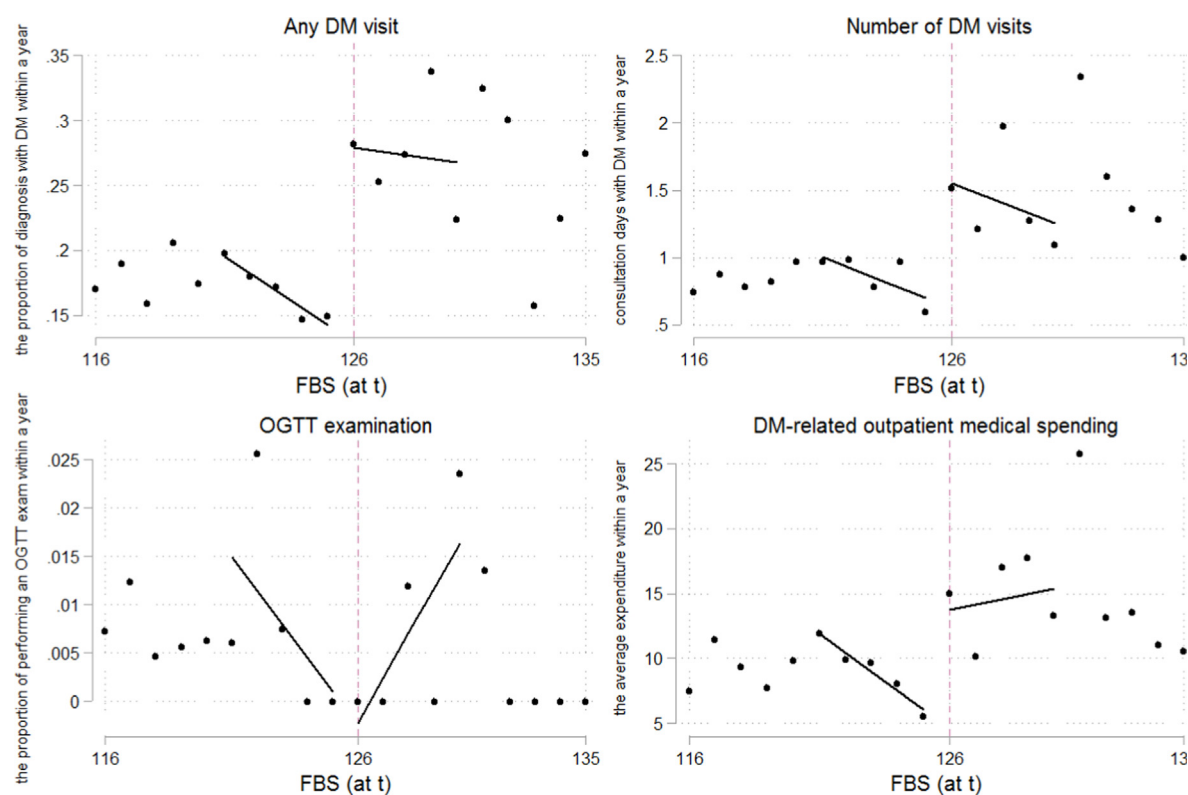 Any DM visit
the proportion of diagnosis with DM within a year
.35
.3
.25
.2
.15
116
126
135
FBS (at t)
Number of DM visits
consultation days with DM within a year
2.5
2
1.5
1
.5
116
126
13
FBS (at t)
OGTT examination
the proportion of performing an OGTT exam within a year
.025
.02
.015
.01
.005
0
116
126
135
FBS (at t)
DM-related outpatient medical spending
the average expenditure within a year
25
20
15
10
5
116
126
13
FBS (at t)